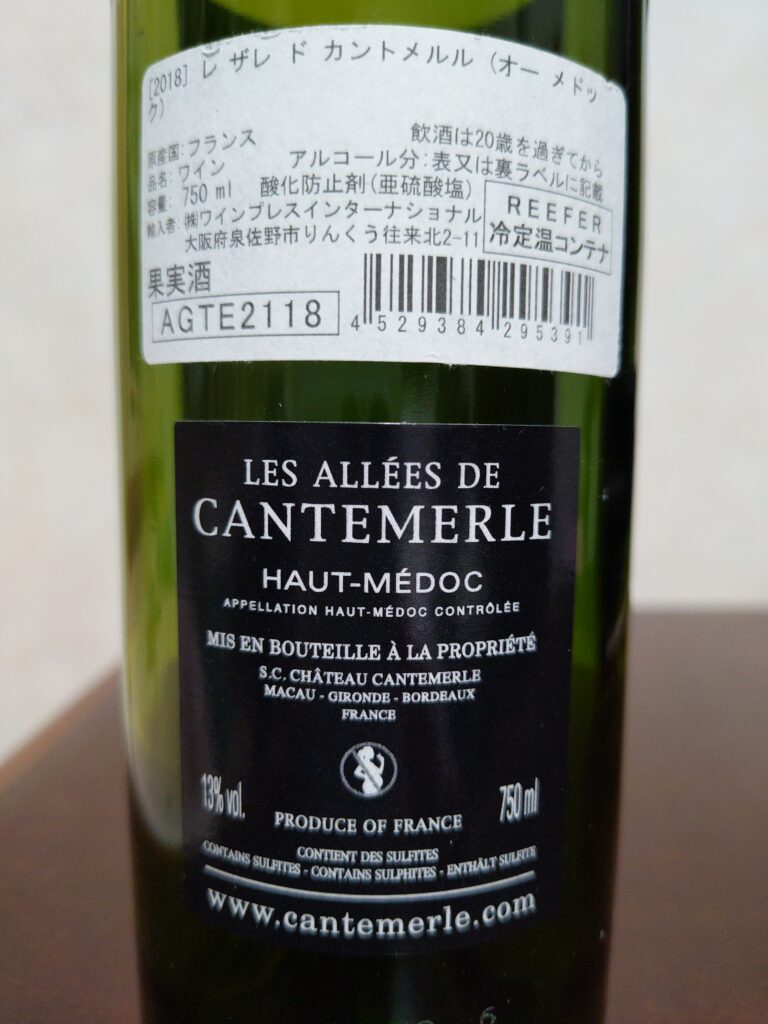 [2018] レ ザレ ド カントメルル (オー メドッ
ク)
原産国:フランス
飲酒は20歳を過ぎてから
品名:ワイン
アルコール分:表又は裏ラベルに記載
容量: 750 ml
酸化防止剤(亜硫酸塩)
輸入者:㈱ワインプレスインターナショナル
大阪府泉佐野市りんくう往来北2-11
REEFER
冷定温コンテナ
果実酒
AGTE2118
4 529384 295391
LES ALLÉES DE
CANTEMERLE
HAUT-MÉDOC
APPELLATION HAUT-MÉDOC CONTRÔLÉE
MIS EN BOUTEILLE À LA PROPRIÉTÉ
S.C. CHÂTEAU CANTEMERLE
MACAU - GIRONDE - BORDEAUX
FRANCE
13% vol.
750 ml
PRODUCE OF FRANCE
CONTIENT DES SULFITES
CONTAINS SULFITES - CONTAINS SULPHITES - ENTHÄLT SULFITE
www.cantemerle.com